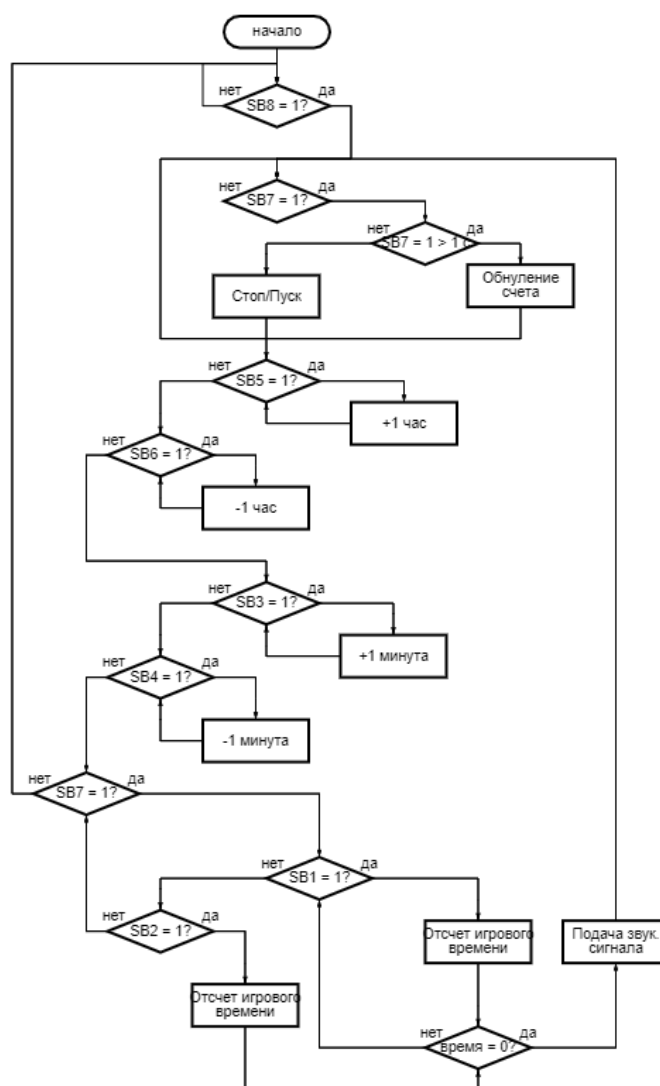 начало
нет
да
SB8 = 1?
нет
да
SB7 = 1?
нет
да
SB7 = 1 > 1 с
Стоп/Пуск
Обнуление
счета
нет
да
SB5 = 1?
+1 час
нет
да
SB6 = 1?
-1 час
нет
да
SB3 = 1?
+1 минута
нет
да
SB4 = 1?
-1 минута
нет
да
SB7 = 1?
нет
да
SB1 = 1?
нет
да
SB2 = 1?
Отсчет игрового
времени
Подача звук.
сигнала
Отсчет игрового
времени
нет
да
время = 0?